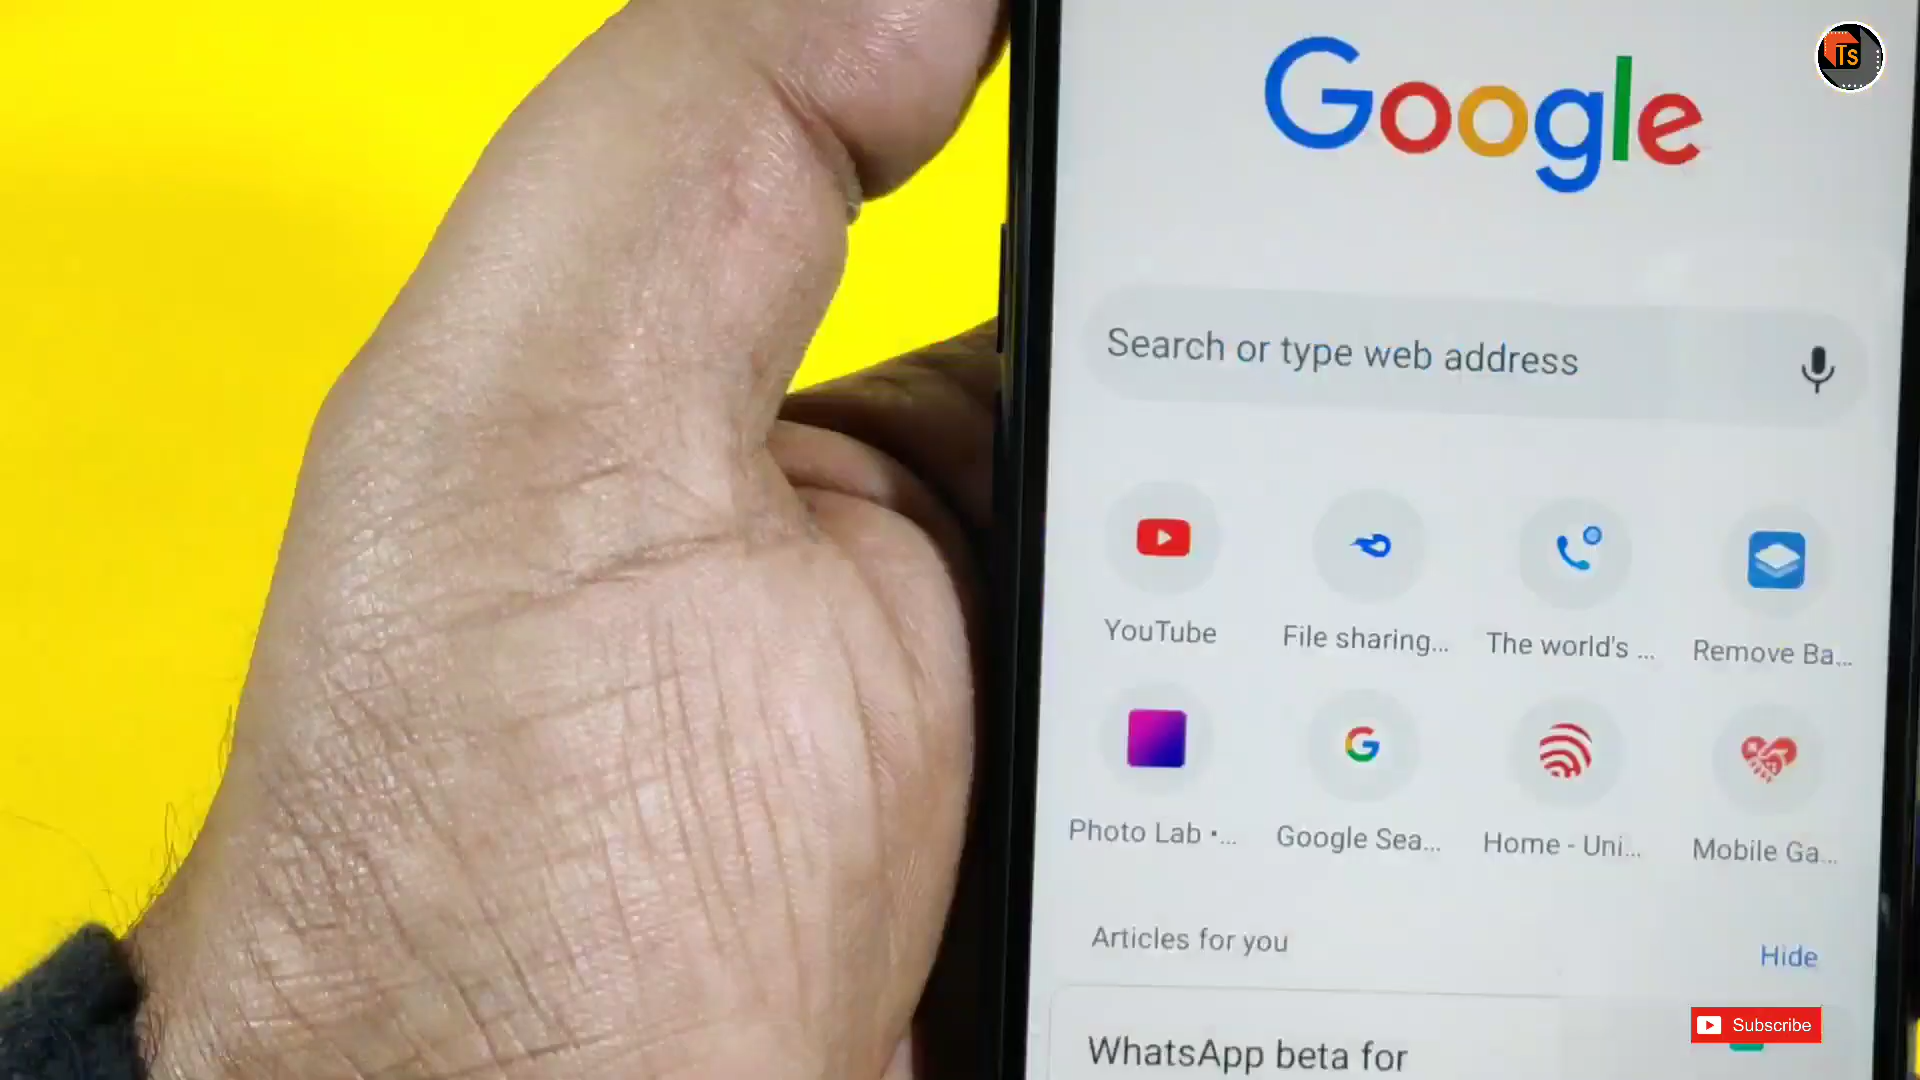 Ts
Google
Search or type web address
YouTube
File sharing...
The world's ...
Remove Ba...
Photo Lab •...
G
Google Sea...
Home - Uni...
Mobile Ga...
Articles for you
Hide
WhatsApp beta for
Subscribe